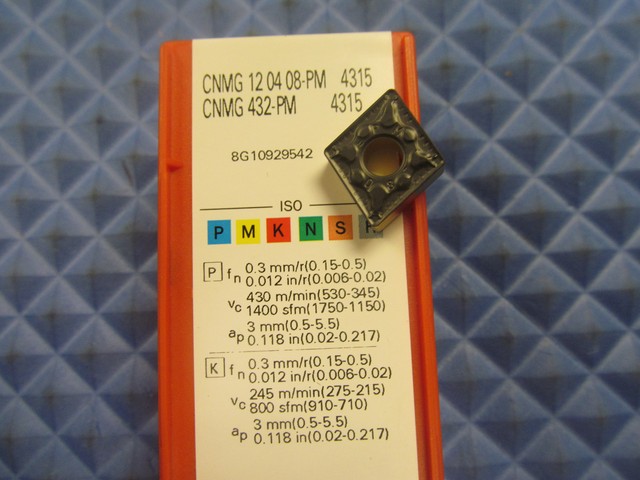 CNMG 12 04 08-PM 4315
CNMG 432-PM 4315
8G10929542
ISO
P M K N S H
P fn 0.3 mm/r(0.15-0.5)
0.012 in/r(0.006-0.02)
vc 430 m/min(530-345)
1400 sfm(1750-1150)
ap 3 mm(0.5-5.5)
0.118 in(0.02-0.217)
K fn 0.3 mm/r(0.15-0.5)
0.012 in/r(0.006-0.02)
vc 245 m/min(275-215)
800 sfm(910-710)
ap 3 mm(0.5-5.5)
0.118 in(0.02-0.217)